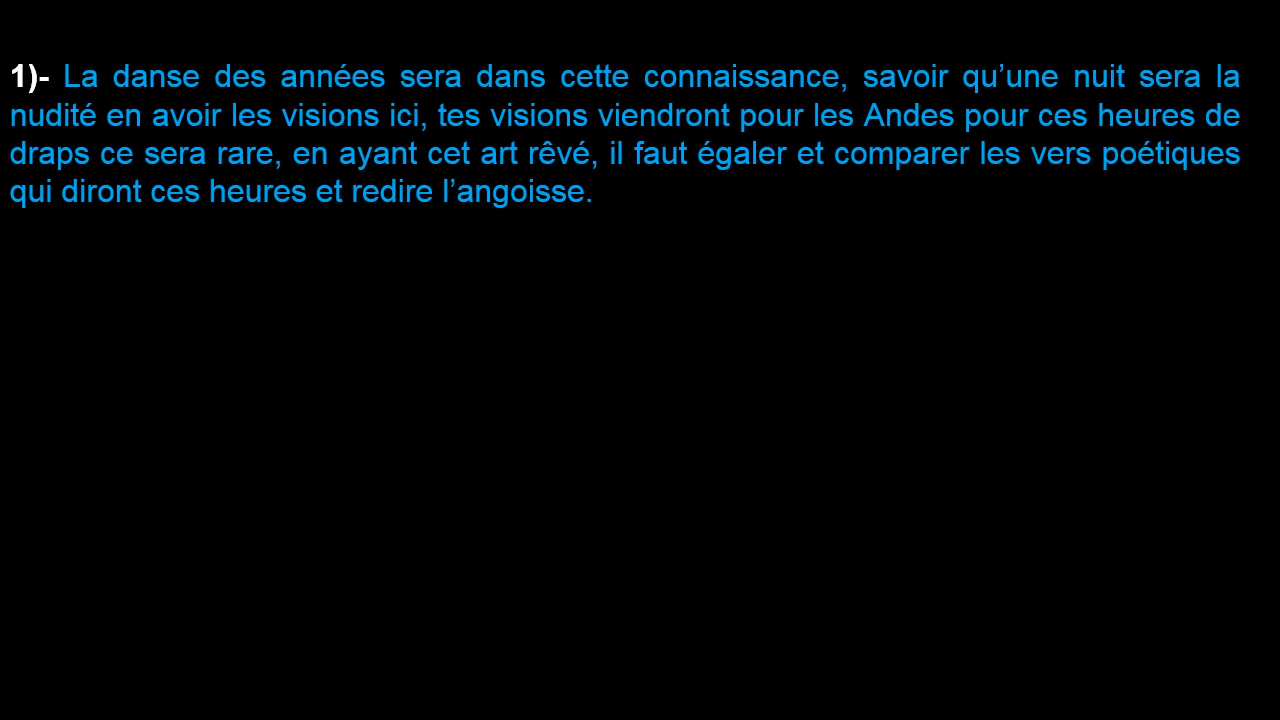 1)- La danse des années sera dans cette connaissance, savoir qu’une nuit sera la
nudité en avoir les visions ici, tes visions viendront pour les Andes pour ces heures de
draps ce sera rare, en ayant cet art rêvé, il faut égaler et comparer les vers poétiques
qui diront ces heures et redire l’angoisse.